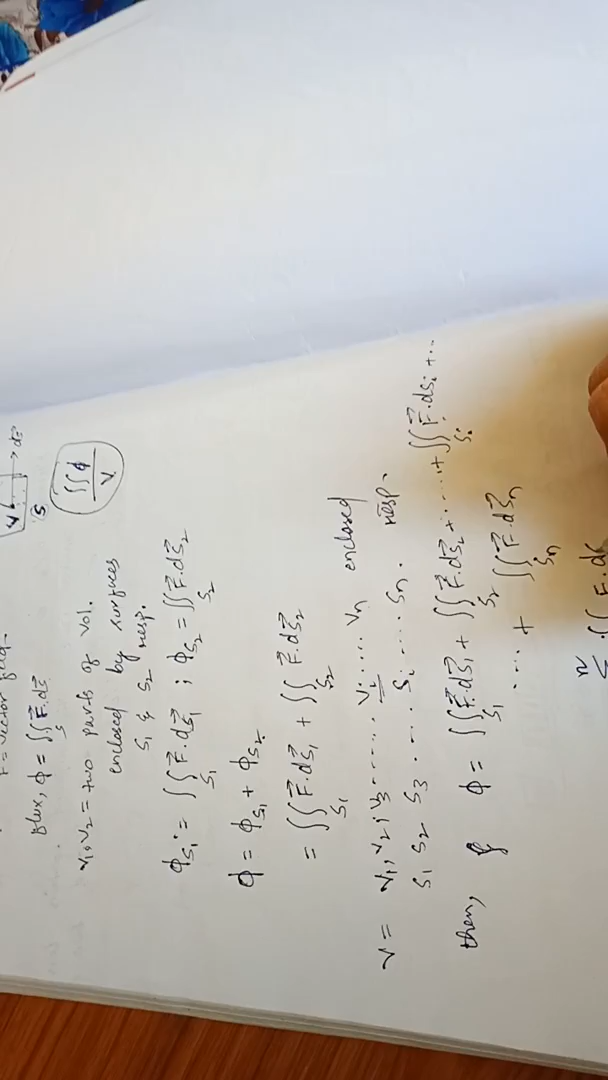 V S → ds
F = vector field.
flux, ϕ = ∬_S F⃗.ds⃗
∬ϕ / V
V₁, V₂ = two parts of vol.
enclosed by surfaces
S₁ & S₂ resp.
ϕ_S₁ = ∬_S₁ F⃗.ds⃗₁ ; ϕ_S₂ = ∬_S₂ F⃗.ds⃗₂
ϕ = ϕ_S₁ + ϕ_S₂
= ∬_S₁ F⃗.ds⃗₁ + ∬_S₂ F⃗.ds⃗₂
V = V₁, V₂, V₃ ...... Vᵢ .... Vₙ enclosed
S₁ S₂ S₃ .... Sᵢ .... Sₙ. resp.
then, ϕ = ∬_S₁ F⃗.ds⃗₁ + ∬_S₂ F⃗.ds⃗₂ + ..... + ∬_Sᵢ F⃗.dsᵢ + ...
.... + ∬_Sₙ F⃗.ds⃗ₙ
n Σ ∬ F.ds